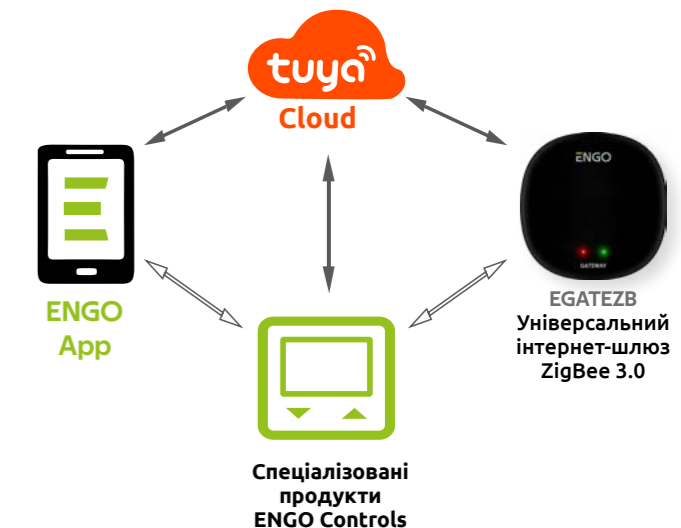 tuya
Cloud
ENGO
GATEWAY
ENGO
App
EGATEZB
Універсальний
інтернет-шлюз
ZigBee 3.0
Спеціалізовані
продукти
ENGO Controls